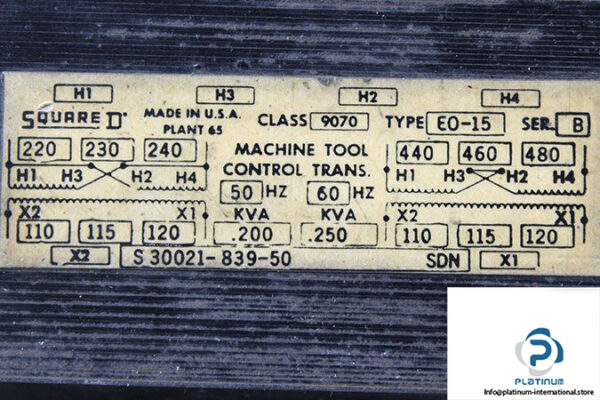 H1 H3 H2 H4
SQUARE D MADE IN U.S.A. PLANT 65 CLASS 9070 TYPE EO-15 SER. B
220 230 240
H1 H3 H2 H4
X2 X1
110 115 120
MACHINE TOOL
CONTROL TRANS.
50 HZ 60 HZ
KVA KVA
.200 .250
440 460 480
H1 H3 H2 H4
X2 X1
110 115 120
X2 S 30021-839-50 SDN X1
PLATINUM
Info@platinum-international.store